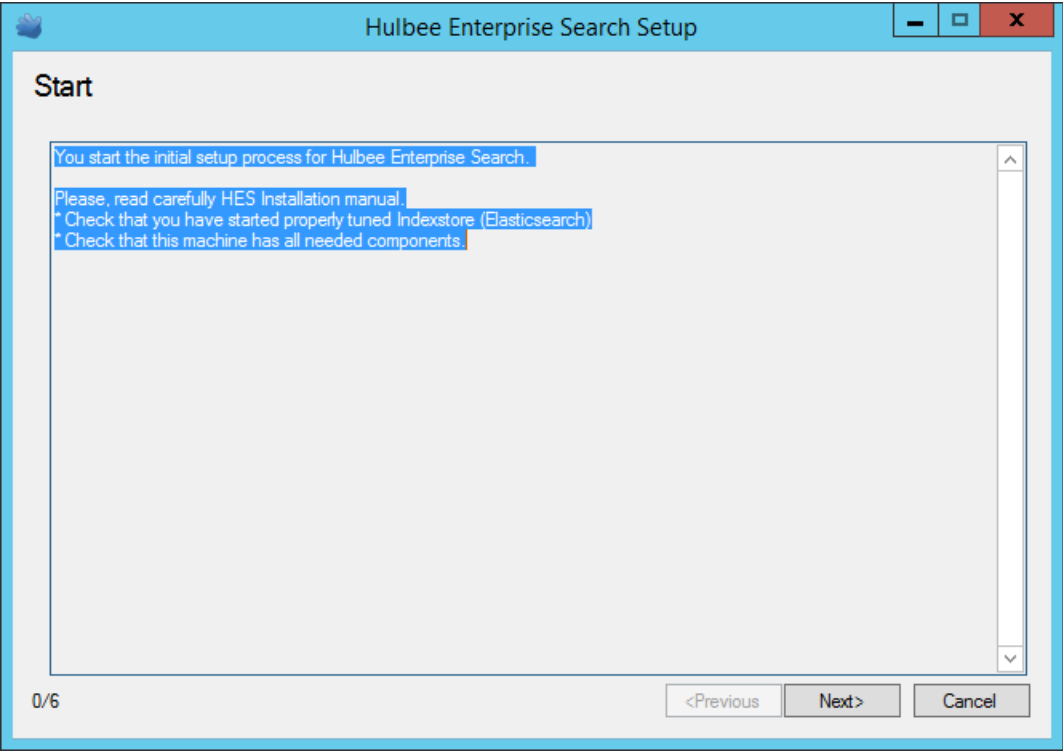 Hulbee Enterprise Search Setup
Start
You start the initial setup process for Hulbee Enterprise Search.
Please, read carefully HES Installation manual.
* Check that you have started properly tuned Indexstore (Elasticsearch)
* Check that this machine has all needed components.
0/6
<Previous
Next>
Cancel